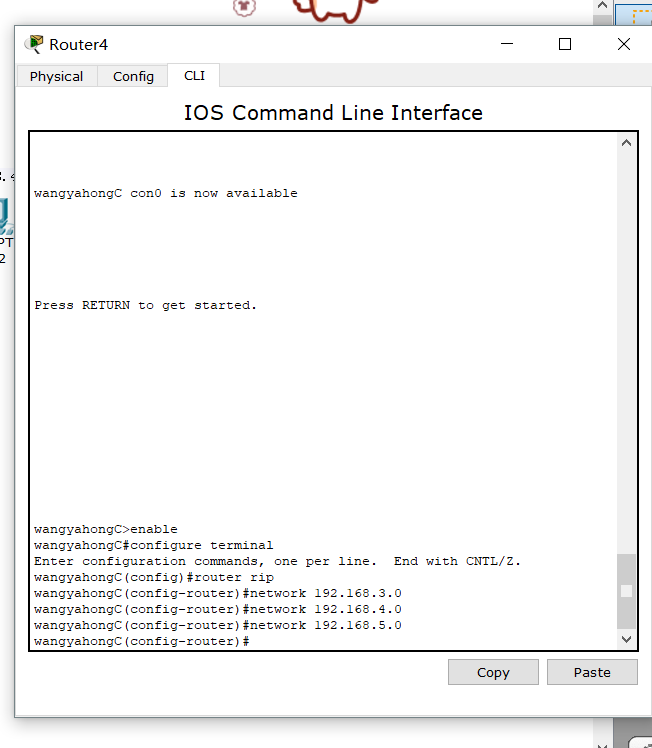 Router4
Physical Config CLI
IOS Command Line Interface
wangyahongC con0 is now available
Press RETURN to get started.
wangyahongC>enable
wangyahongC#configure terminal
Enter configuration commands, one per line.  End with CNTL/Z.
wangyahongC(config)#router rip
wangyahongC(config-router)#network 192.168.3.0
wangyahongC(config-router)#network 192.168.4.0
wangyahongC(config-router)#network 192.168.5.0
wangyahongC(config-router)#
Copy Paste
PT
2